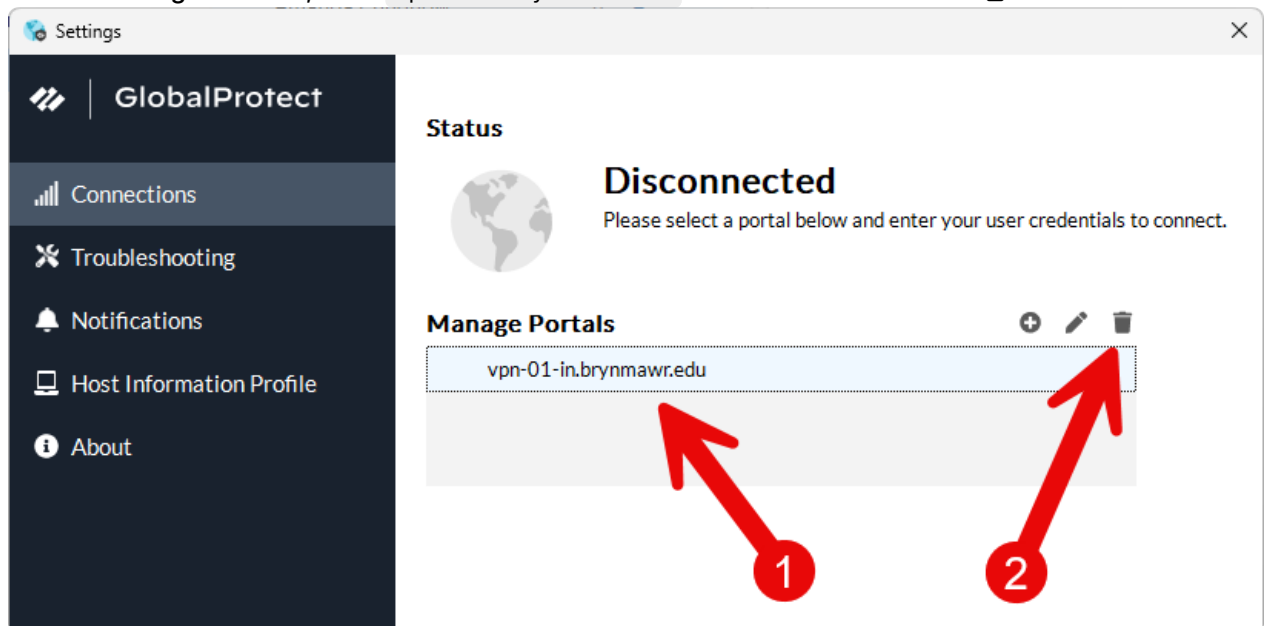 Settings
GlobalProtect
Connections
Troubleshooting
Notifications
Host Information Profile
About
Status
Disconnected
Please select a portal below and enter your user credentials to connect.
Manage Portals
vpn-01-in.brynmawr.edu
1
2